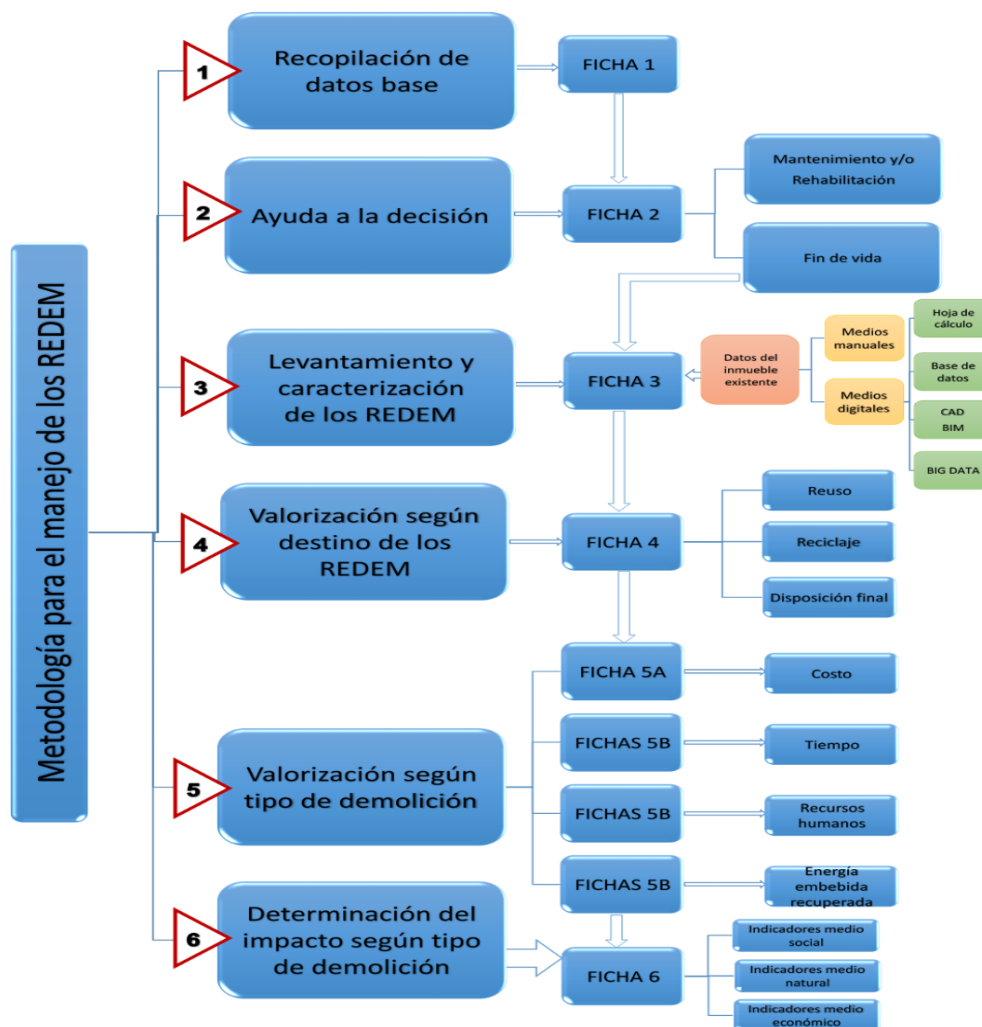 Metodología para el manejo de los REDEM
1
Recopilación de
datos base
FICHA 1
2
Ayuda a la decisión
FICHA 2
Mantenimiento y/o
Rehabilitación
Fin de vida
3
Levantamiento y
caracterización
de los REDEM
FICHA 3
Datos del
inmueble
existente
Medios
manuales
Medios
digitales
Hoja de
cálculo
Base de
datos
CAD
BIM
BIG DATA
4
Valorización según
destino de los
REDEM
FICHA 4
Reuso
Reciclaje
Disposición final
5
Valorización según
tipo de demolición
FICHA 5A
Costo
FICHAS 5B
Tiempo
FICHAS 5B
Recursos
humanos
FICHAS 5B
Energía
embebida
recuperada
6
Determinación del
impacto según tipo
de demolición
FICHA 6
Indicadores medio
social
Indicadores medio
natural
Indicadores medio
económico